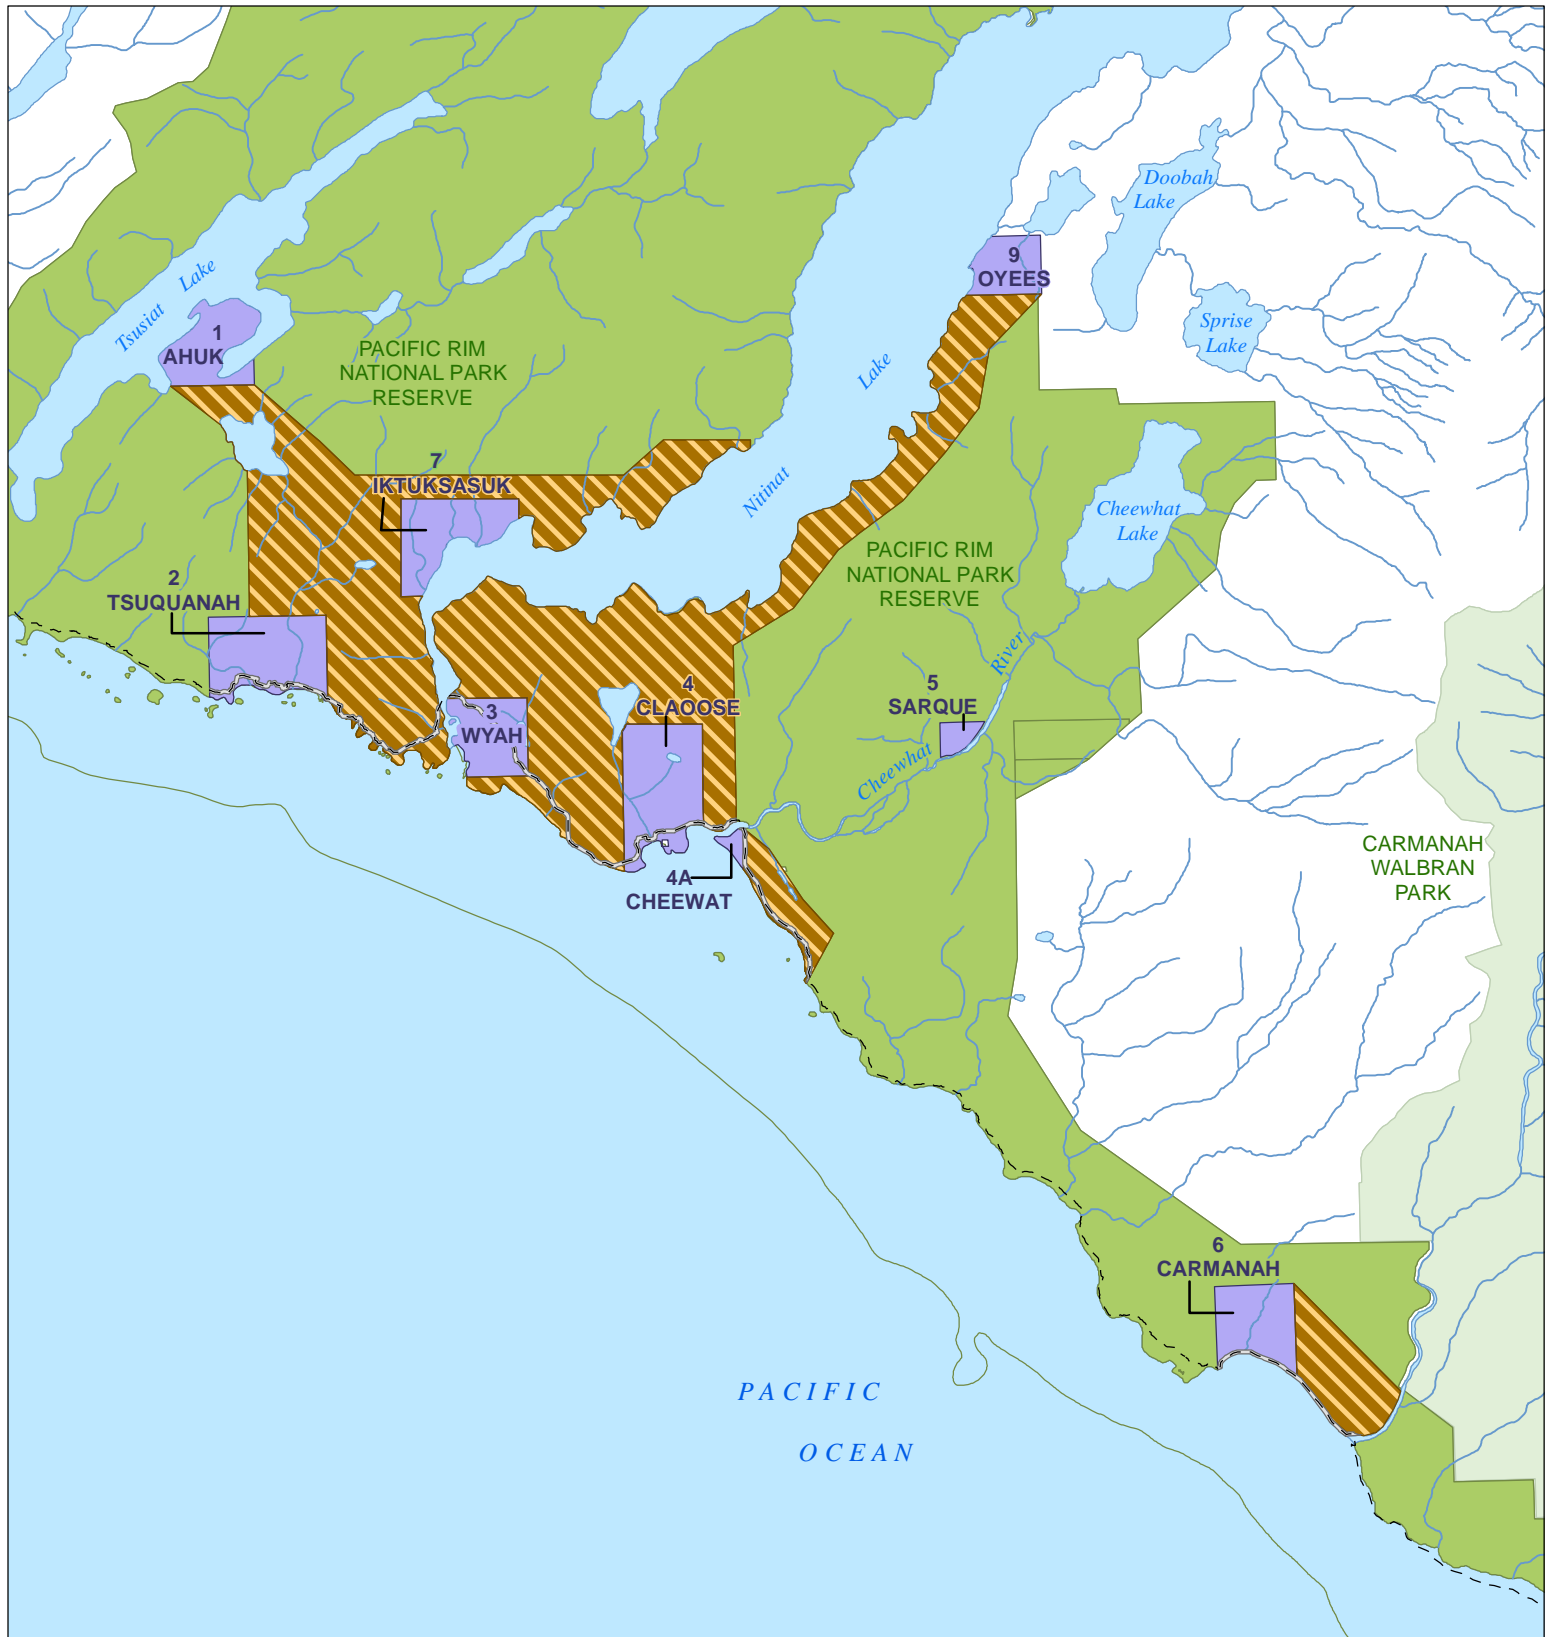 Doobah
Lake
9
OYEES
Tsusiat Lake
1
AHUK
Sprise
Lake
PACIFIC RIM
NATIONAL PARK
RESERVE
Nitinat Lake
7
IKTUKSASUK
Cheewhat
Lake
PACIFIC RIM
NATIONAL PARK
RESERVE
2
TSUQUANAH
4
CLAOOSE
3
WYAH
5
SARQUE
Cheewhat River
4A
CHEEWAT
CARMANAH
WALBRAN
PARK
6
CARMANAH
PACIFIC
OCEAN